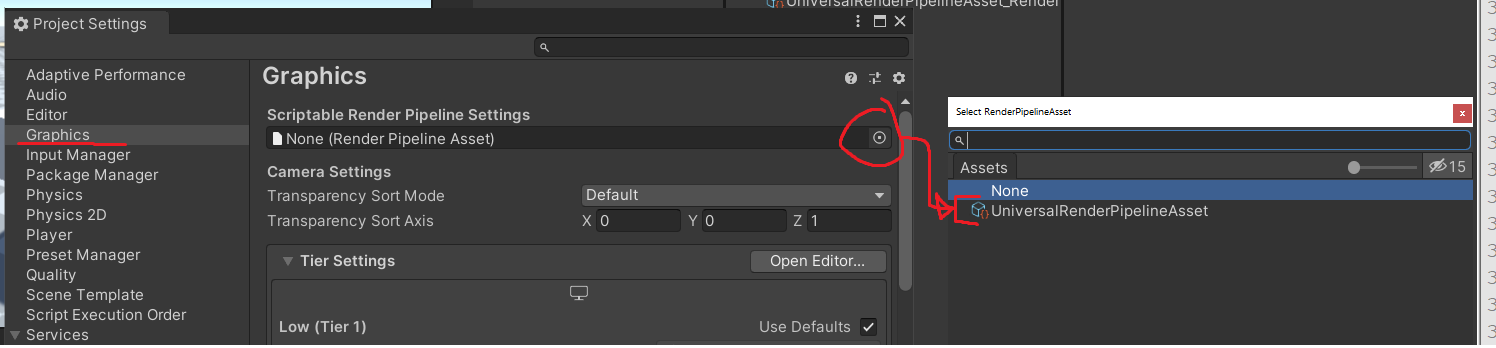 UniversalRenderPipelineAsset_Render
Project Settings
Adaptive Performance
Audio
Editor
Graphics
Input Manager
Package Manager
Physics
Physics 2D
Player
Preset Manager
Quality
Scene Template
Script Execution Order
Services
Graphics
Scriptable Render Pipeline Settings
None (Render Pipeline Asset)
Camera Settings
Transparency Sort Mode Default
Transparency Sort Axis X 0 Y 0 Z 1
Tier Settings Open Editor...
Low (Tier 1) Use Defaults
Select RenderPipelineAsset x
Assets 15
None
UniversalRenderPipelineAsset